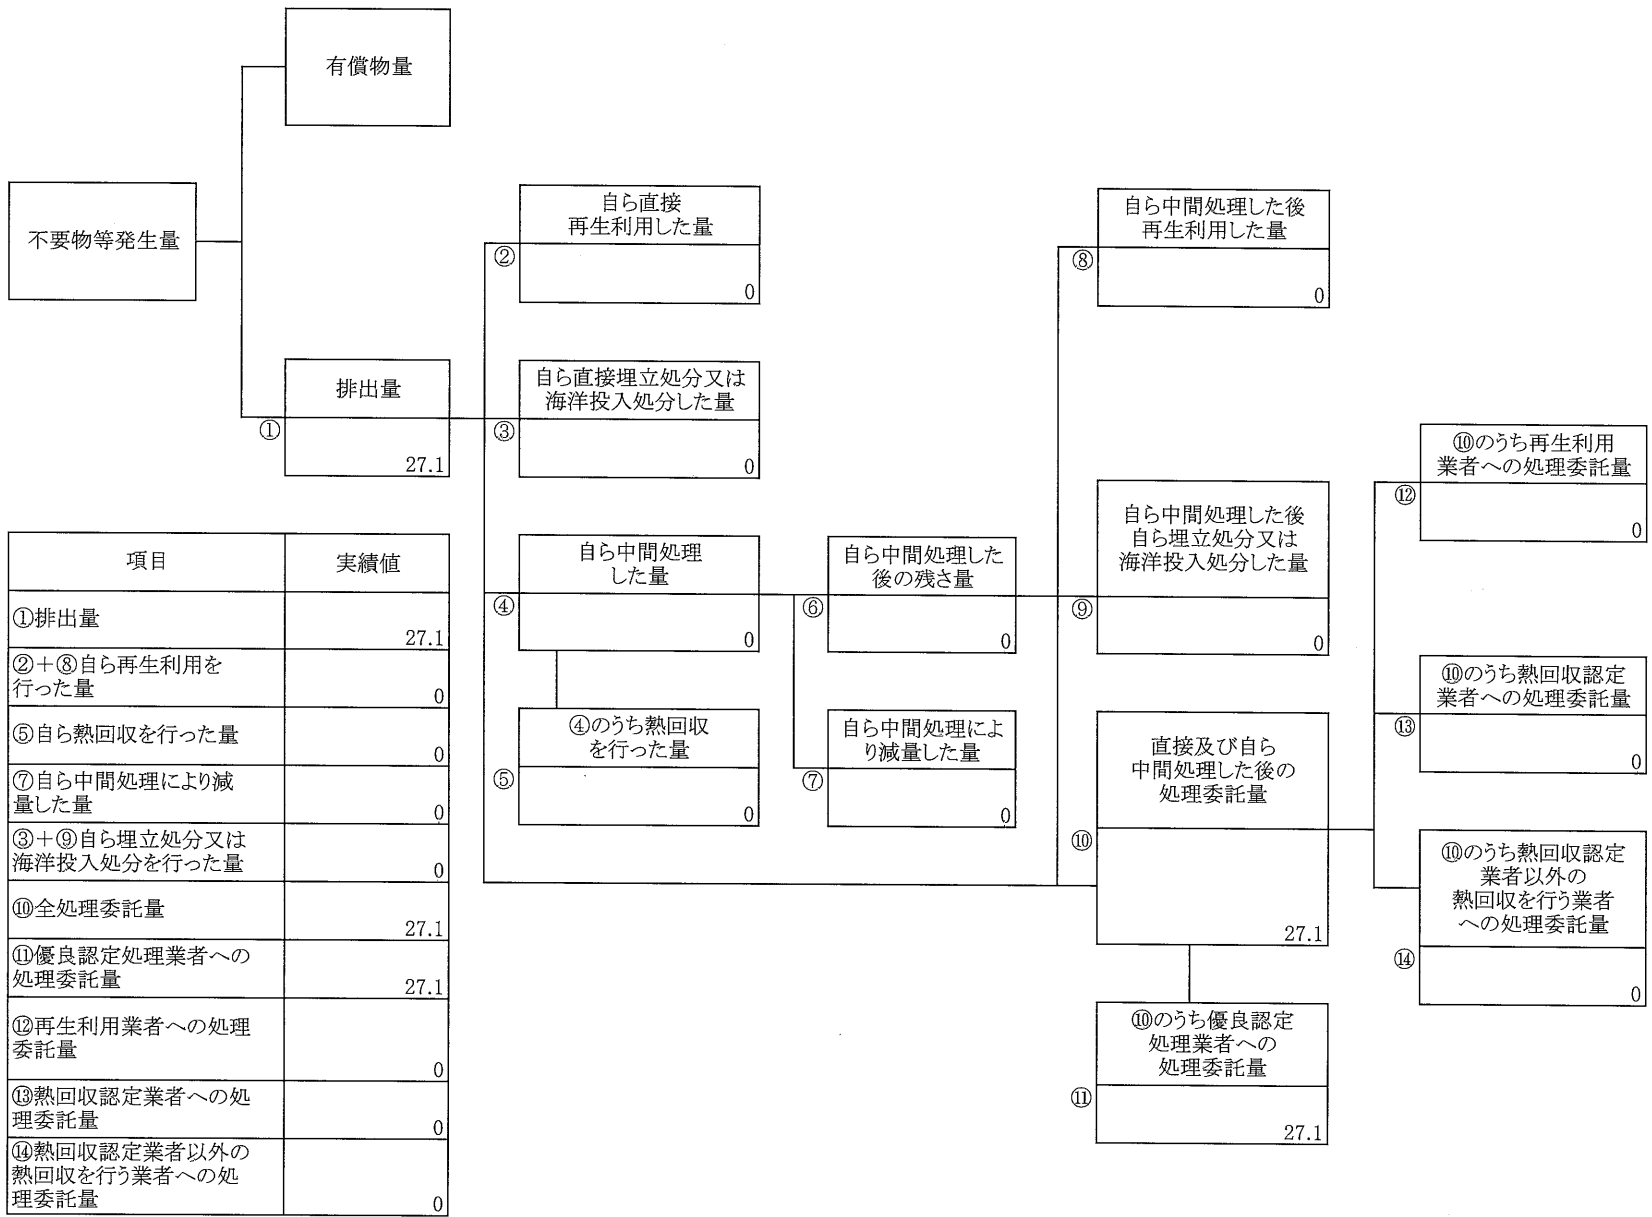 有償物量
不要物等発生量
排出量
①
27.1
自ら直接
再生利用した量
②
0
自ら直接埋立処分又は
海洋投入処分した量
③
0
自ら中間処理
した量
④
0
④のうち熱回収
を行った量
⑤
0
自ら中間処理した
後の残さ量
⑥
0
自ら中間処理によ
り減量した量
⑦
0
自ら中間処理した後
再生利用した量
⑧
0
自ら中間処理した後
自ら埋立処分又は
海洋投入処分した量
⑨
0
直接及び自ら
中間処理した後の
処理委託量
⑩
27.1
⑩のうち優良認定
処理業者への
処理委託量
⑪
27.1
⑩のうち再生利用
業者への処理委託量
⑫
0
⑩のうち熱回収認定
業者への処理委託量
⑬
0
⑩のうち熱回収認定
業者以外の
熱回収を行う業者
への処理委託量
⑭
0
項目 実績値
①排出量
27.1
②+⑧自ら再生利用を
行った量
0
⑤自ら熱回収を行った量
0
⑦自ら中間処理により減
量した量
0
③+⑨自ら埋立処分又は
海洋投入処分を行った量
0
⑩全処理委託量
27.1
⑪優良認定処理業者への
処理委託量
27.1
⑫再生利用業者への処理
委託量
0
⑬熱回収認定業者への処
理委託量
0
⑭熱回収認定業者以外の
熱回収を行う業者への処
理委託量
0